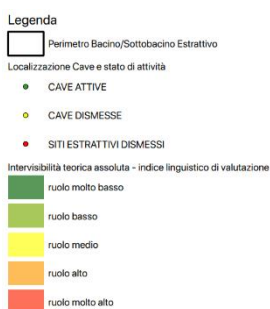 Legenda
Perimetro Bacino/Sottobacino Estrattivo
Localizzazione Cave e stato di attività
CAVE ATTIVE
CAVE DISMESSE
SITI ESTRATTIVI DISMESSI
Intervisibilità teorica assoluta - indice linguistico di valutazione
ruolo molto basso
ruolo basso
ruolo medio
ruolo alto
ruolo molto alto